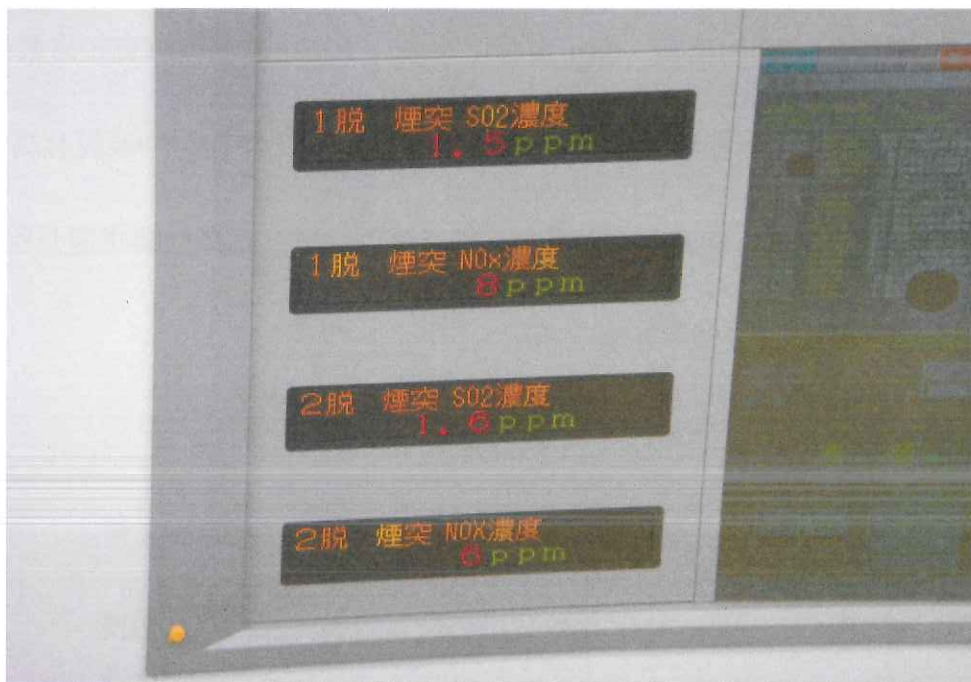 1脱 煙突 SO2濃度
1.5ppm
1脱 煙突 NOx濃度
8ppm
2脱 煙突 SO2濃度
1.6ppm
2脱 煙突 NOX濃度
6ppm